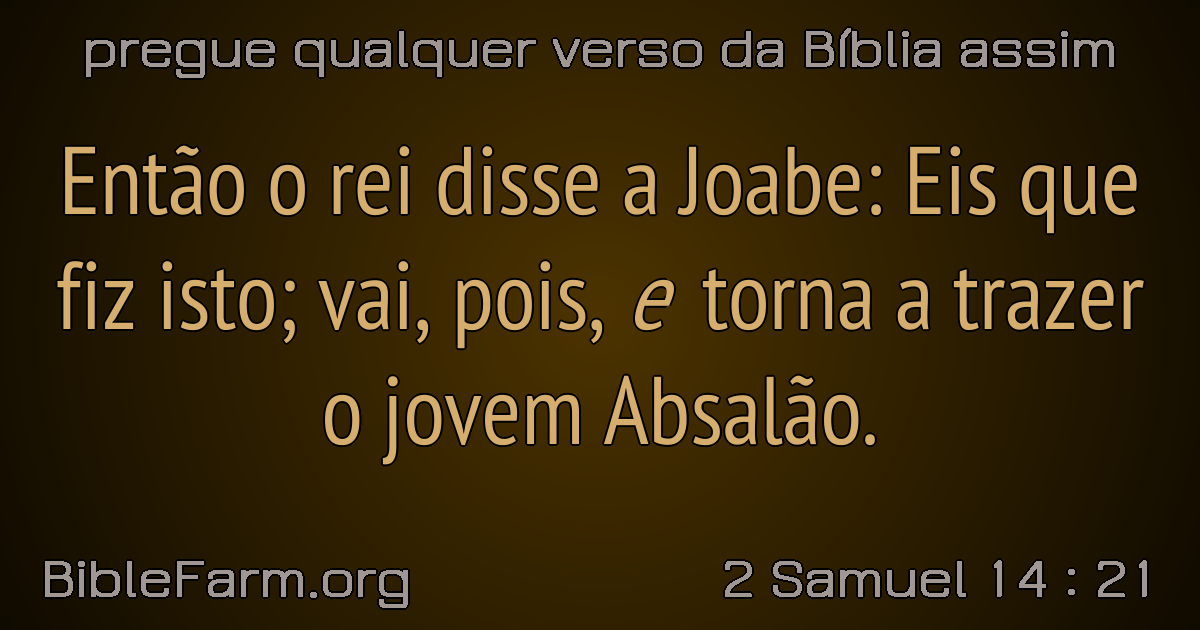 pregue qualquer verso da Bíblia assim
Então o rei disse a Joabe: Eis que
fiz isto; vai, pois, e torna a trazer
o jovem Absalão.
BibleFarm.org
2 Samuel 14 : 21